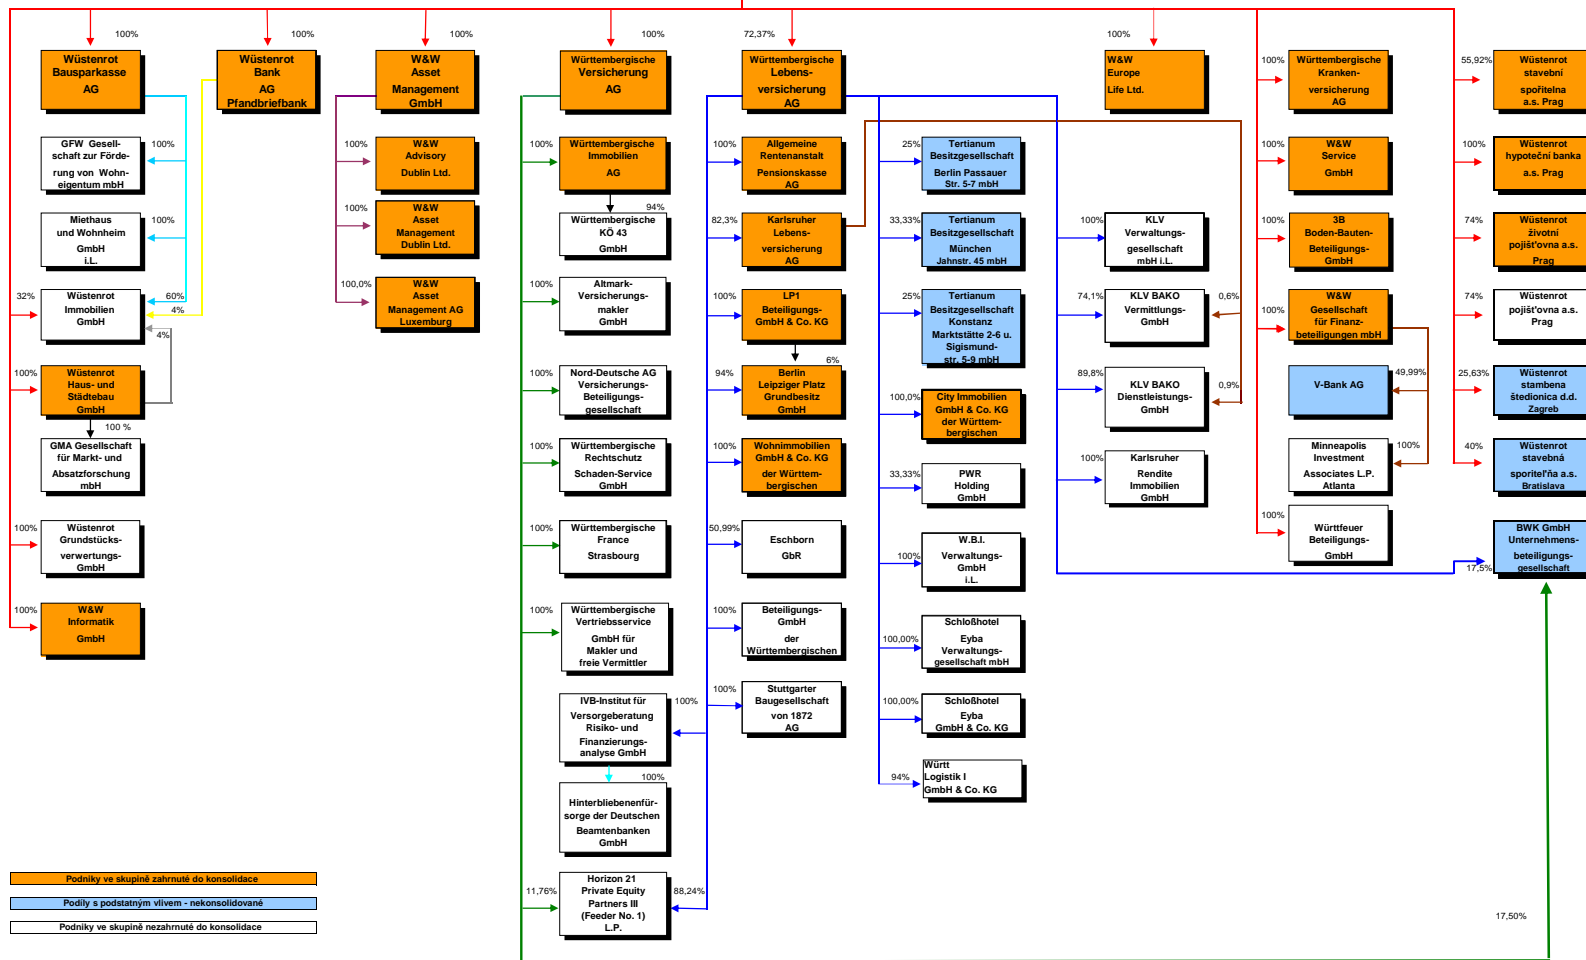 100%
100%
100%
100%
72,37%
100%
Wüstenrot
Bausparkasse
AG
Wüstenrot
Bank
AG
Pfandbriefbank
W&W
Asset
Management
GmbH
Württembergische
Versicherung
AG
Württembergische
Lebens-
versicherung
AG
W&W
Europe
Life Ltd.
100%
Württembergische
Kranken-
versicherung
AG
55,92%
Wüstenrot
stavební
spořitelna
a.s. Prag
GFW Gesell-
schaft zur Förde-
rung von Wohn-
eigentum mbH
100%
100%
W&W
Advisory
Dublin Ltd.
100%
Württembergische
Immobilien
AG
100%
Allgemeine
Rentenanstalt
Pensionskasse
AG
25%
Tertianum
Besitzgesellschaft
Berlin Passauer
Str. 5-7 mbH
100%
W&W
Service
GmbH
100%
Wüstenrot
hypoteční banka
a.s. Prag
Miethaus
und Wohnheim
GmbH
i.L.
100%
100%
W&W
Asset
Management
Dublin Ltd.
94%
Württembergische
KÖ 43
GmbH
82,3%
Karlsruher
Lebens-
versicherung
AG
33,33%
Tertianum
Besitzgesellschaft
München
Jahnstr. 45 mbH
100%
KLV
Verwaltungs-
gesellschaft
mbH i.L.
100%
3B
Boden-Bauten-
Beteiligungs-
GmbH
74%
Wüstenrot
životní
pojišt'ovna a.s.
Prag
32%
Wüstenrot
Immobilien
GmbH
60%
4%
4%
100,0%
W&W
Asset
Management AG
Luxemburg
100%
Altmark-
Versicherungs-
makler
GmbH
100%
LP1
Beteiligungs-
GmbH & Co. KG
25%
Tertianum
Besitzgesellschaft
Konstanz
Marktstätte 2-6 u.
Sigismund-
str. 5-9 mbH
74,1%
KLV BAKO
Vermittlungs-
GmbH
0,6%
100%
W&W
Gesellschaft
für Finanz-
beteiligungen mbH
74%
Wüstenrot
pojišt'ovna a.s.
Prag
100%
Wüstenrot
Haus- und
Städtebau
GmbH
100 %
100%
Nord-Deutsche AG
Versicherungs-
Beteiligungs-
gesellschaft
6%
94%
Berlin
Leipziger Platz
Grundbesitz
GmbH
100,0%
City Immobilien
GmbH & Co. KG
der Württem-
bergischen
89,8%
KLV BAKO
Dienstleistungs-
GmbH
0,9%
V-Bank AG
49,99%
25,63%
Wüstenrot
stambena
štedionica d.d.
Zagreb
GMA Gesellschaft
für Markt- und
Absatzforschung
mbH
100%
Württembergische
Rechtschutz
Schaden-Service
GmbH
100%
Wohnimmobilien
GmbH & Co. KG
der Württem-
bergischen
33,33%
PWR
Holding
GmbH
100%
Karlsruher
Rendite
Immobilien
GmbH
Minneapolis
Investment
Associates L.P.
Atlanta
100%
40%
Wüstenrot
stavebná
sporitel'ňa a.s.
Bratislava
100%
Wüstenrot
Grundstücks-
verwertungs-
GmbH
100%
Württembergische
France
Strasbourg
50,99%
Eschborn
GbR
100%
W.B.I.
Verwaltungs-
GmbH
i.L.
100%
Württfeuer
Beteiligungs-
GmbH
17,5%
BWK GmbH
Unternehmens-
beteiligungs-
gesellschaft
100%
W&W
Informatik
GmbH
100%
Württembergische
Vertriebsservice
GmbH für
Makler und
freie Vermittler
100%
Beteiligungs-
GmbH
der
Württembergischen
100,00%
Schloßhotel
Eyba
Verwaltungs-
gesellschaft mbH
IVB-Institut für
Versorgeberatung
Risiko- und
Finanzierungs-
analyse GmbH
100%
100%
Stuttgarter
Baugesellschaft
von 1872
AG
100,00%
Schloßhotel
Eyba
GmbH & Co. KG
100%
Hinterbliebenenfür-
sorge der Deutschen
Beamtenbanken
GmbH
94%
Württ
Logistik I
GmbH & Co. KG
11,76%
Horizon 21
Private Equity
Partners III
(Feeder No. 1)
L.P.
88,24%
17,50%
Podniky ve skupině zahrnuté do konsolidace
Podíly s podstatným vlivem - nekonsolidované
Podniky ve skupině nezahrnuté do konsolidace